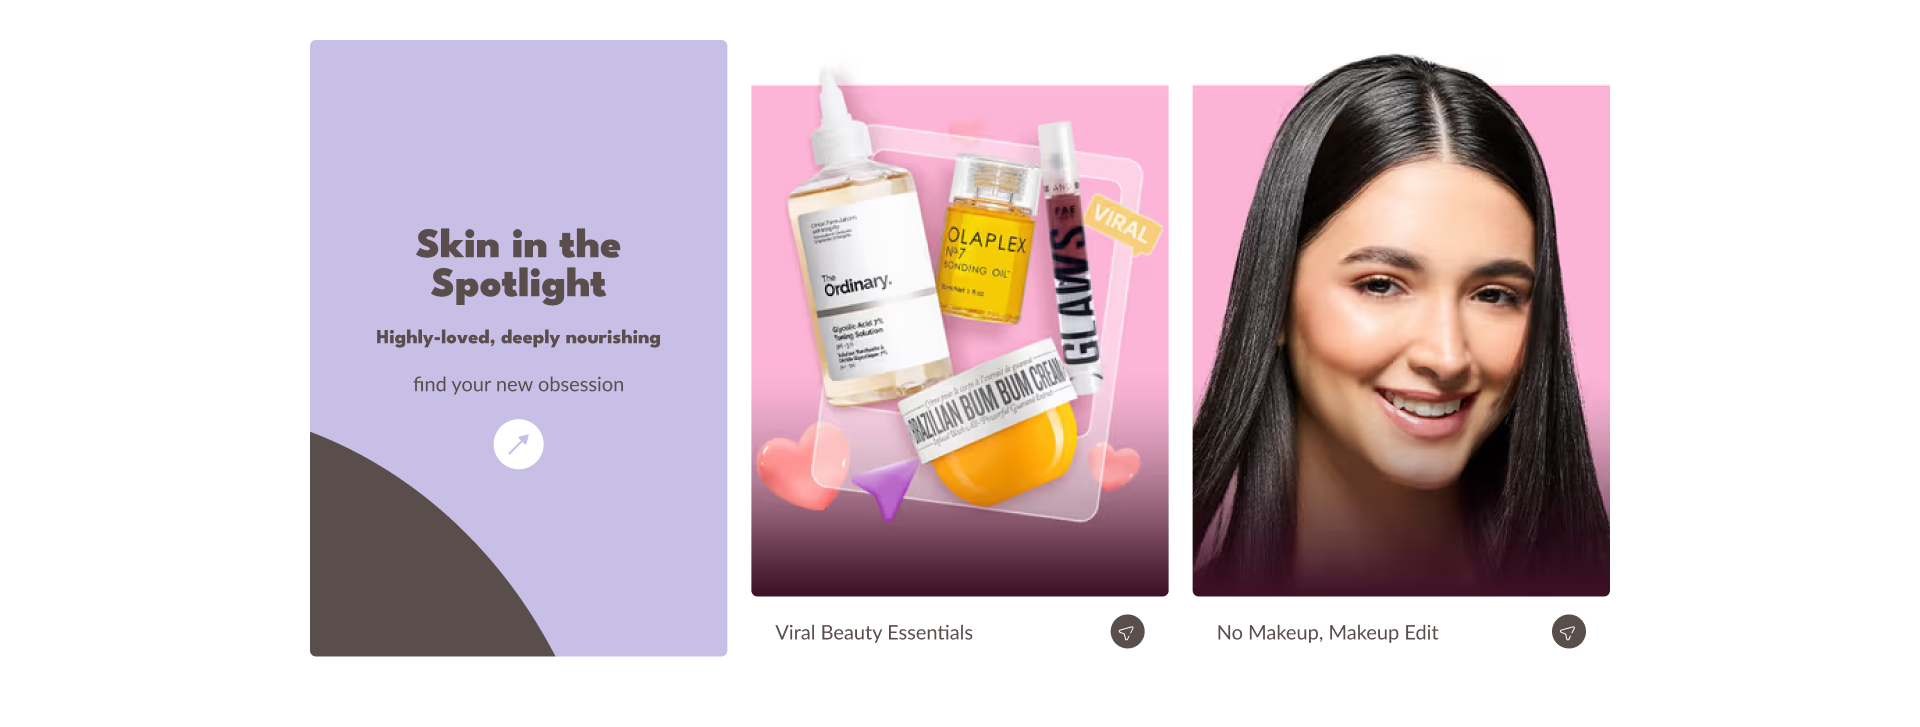 Skin in the
Spotlight
Highly-loved, deeply nourishing
find your new obsession
The
Ordinary.
Glycolic Acid 7%
Toning Solution
OLAPLEX
Nº7
BONDING OIL
FAE
GLAWS
VIRAL
BRAZILIAN BUM BUM CREAM
Viral Beauty Essentials
No Makeup, Makeup Edit